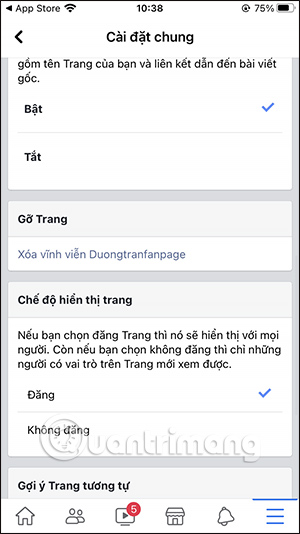 App Store
10:38
75%
Cài đặt chung
gồm tên Trang của bạn và liên kết dẫn đến bài viết
gốc.
Bật
Tắt
Gỡ Trang
Xóa vĩnh viễn Duongtranfanpage
Chế độ hiển thị trang
Nếu bạn chọn đăng Trang thì nó sẽ hiển thị với mọi
người. Còn nếu bạn chọn không đăng thì chỉ những
người có vai trò trên Trang mới xem được.
Đăng
Không đăng
Quantrimang
Gợi ý Trang tương tự
5